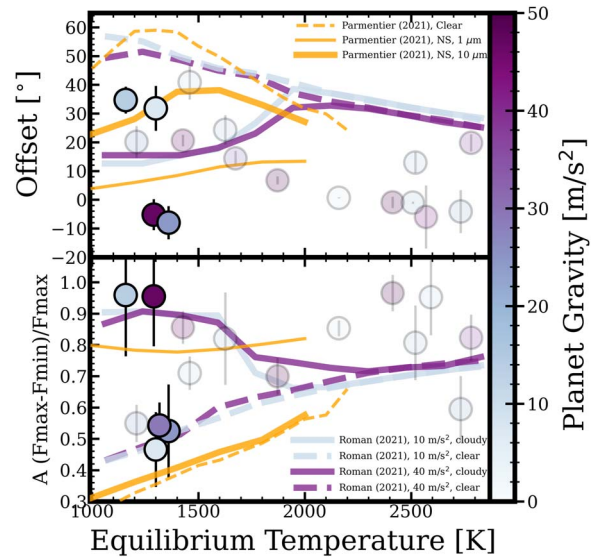 60
50
40
30
20
10
0
−10
−20
Offset [°]
Parmentier (2021), Clear
Parmentier (2021), NS, 1 μm
Parmentier (2021), NS, 10 μm
1000 1500 2000 2500
1.0
0.9
0.8
0.7
0.6
0.5
0.4
0.3
A (Fmax-Fmin)/Fmax
Roman (2021), 10 m/s², cloudy
Roman (2021), 10 m/s², clear
Roman (2021), 40 m/s², cloudy
Roman (2021), 40 m/s², clear
1000 1500 2000 2500
Equilibrium Temperature [K]
50
40
30
20
10
0
Planet Gravity [m/s²]